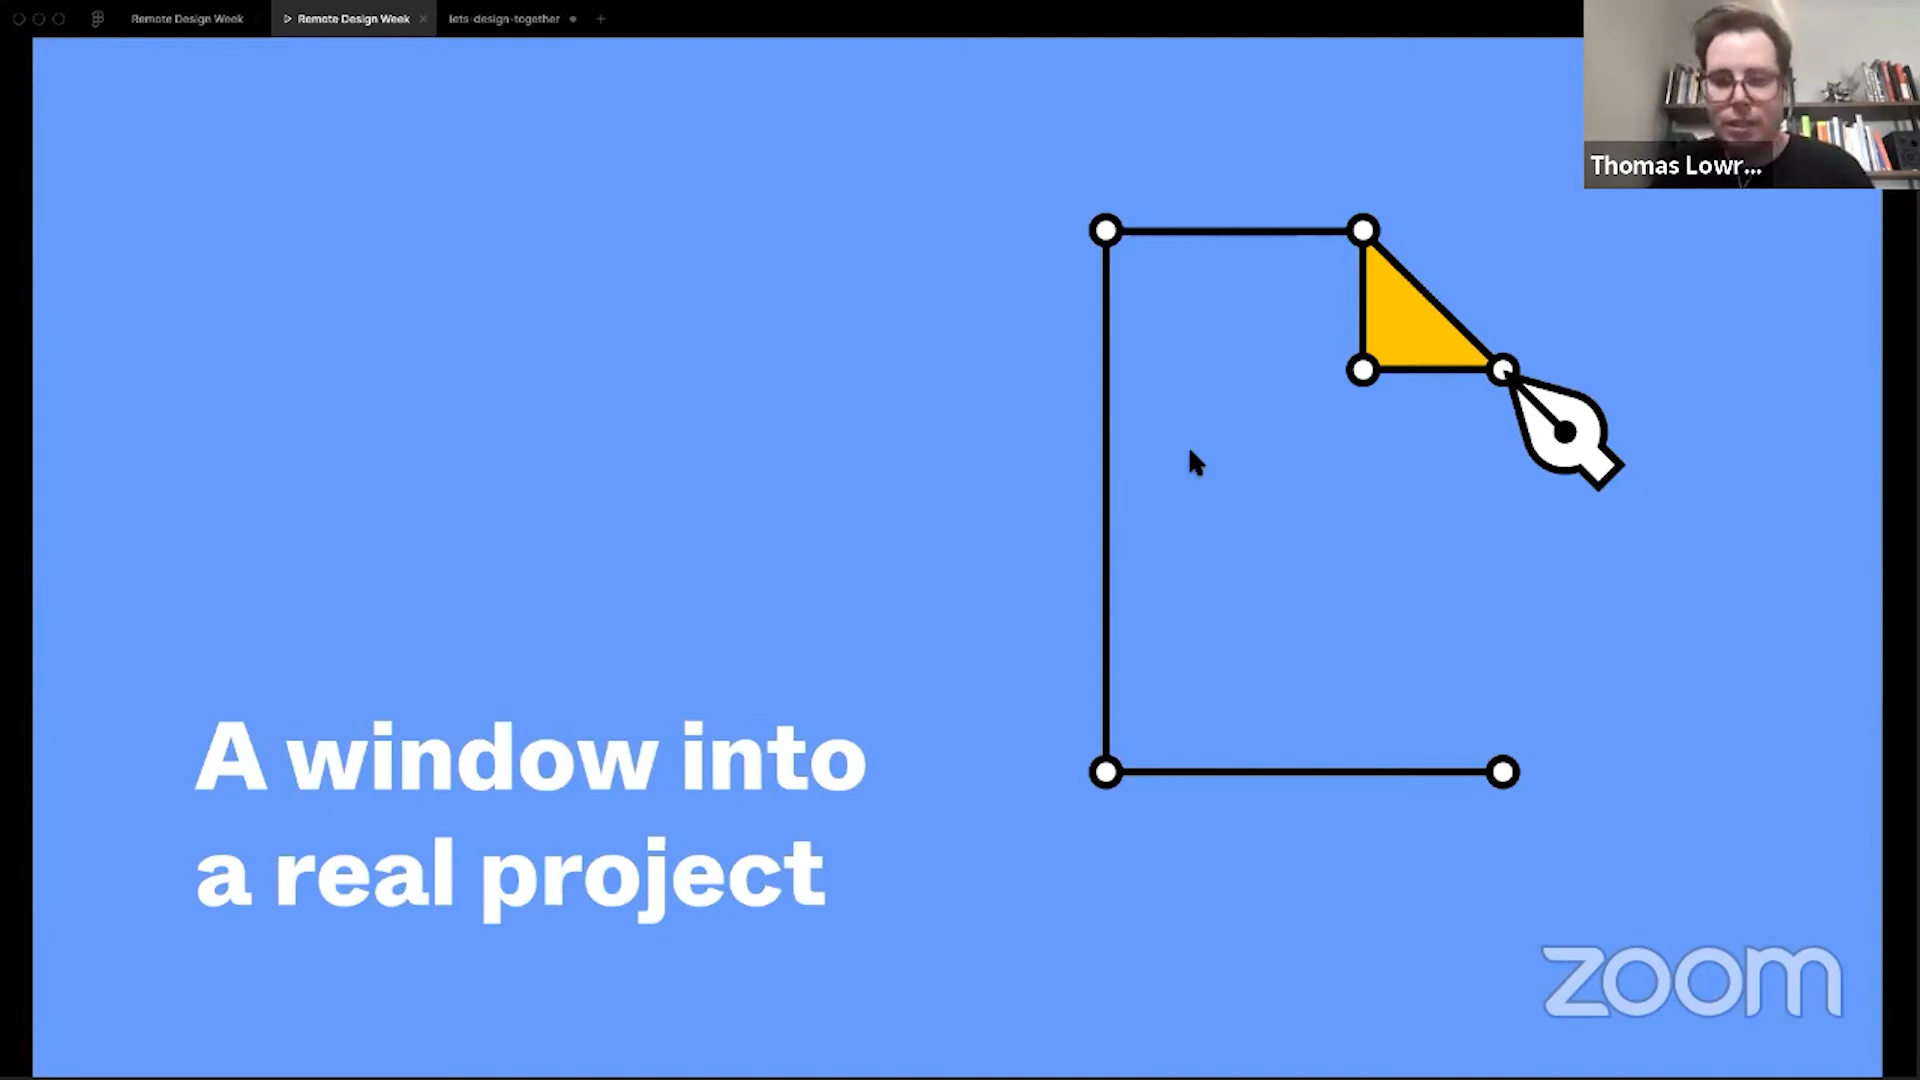 Remote Design Week
Remote Design Week
lets-design-together
Thomas Lowr...
A window into
a real project
zoom